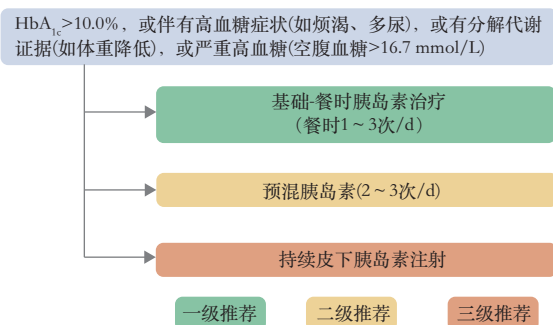 HbA1c>10.0%，或伴有高血糖症状(如烦渴、多尿)，或有分解代谢
证据(如体重降低)，或严重高血糖(空腹血糖>16.7 mmol/L)
基础-餐时胰岛素治疗
（餐时1～3次/d）
预混胰岛素(2～3次/d)
持续皮下胰岛素注射
一级推荐 二级推荐 三级推荐